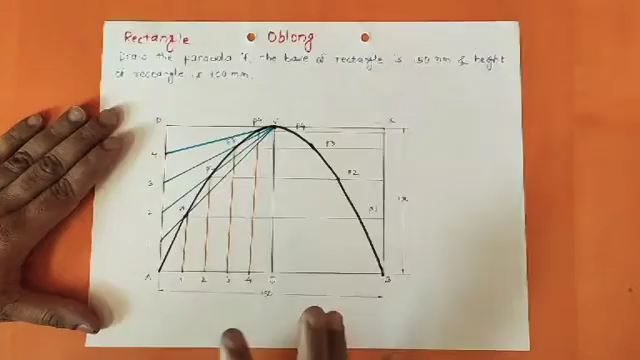 Rectangle Oblong
Draw the parabola if the base of rectangle is 150 mm & height
of rectangle is 100 mm.
D P4 V P4 C
4 P3 P3
3 P2 P2
2 P1 P1
1
A 1 2 3 4 E B
150